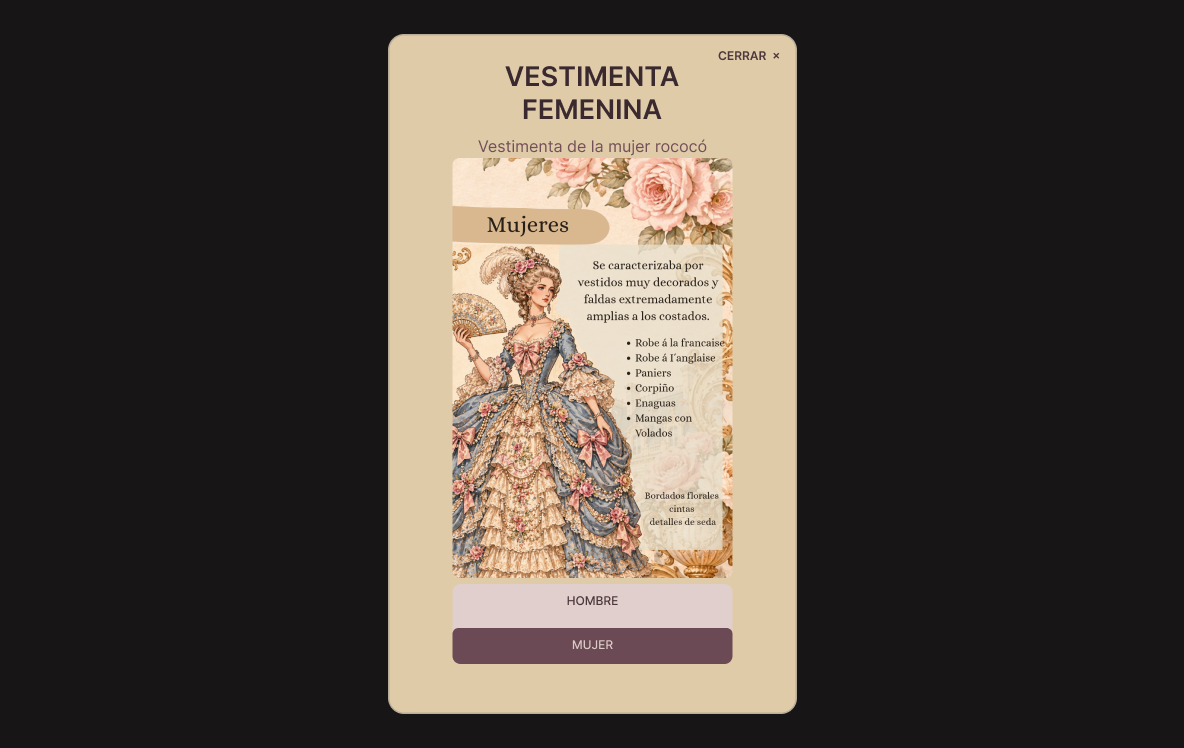 CERRAR ×
VESTIMENTA
FEMENINA
Vestimenta de la mujer rococó
Mujeres
Se caracterizaba por
vestidos muy decorados y
faldas extremadamente
amplias a los costados.
• Robe á la francaise
• Robe á I´anglaise
• Paniers
• Corpiño
• Enaguas
• Mangas con
Volados
Bordados florales
cintas
detalles de seda
HOMBRE
MUJER